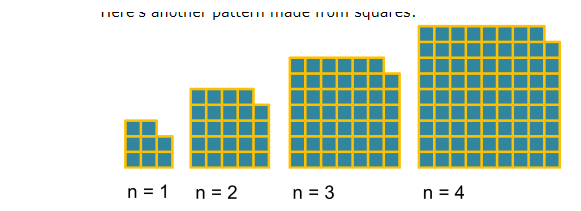 Here's another pattern made from squares.
n = 1 n = 2 n = 3 n = 4